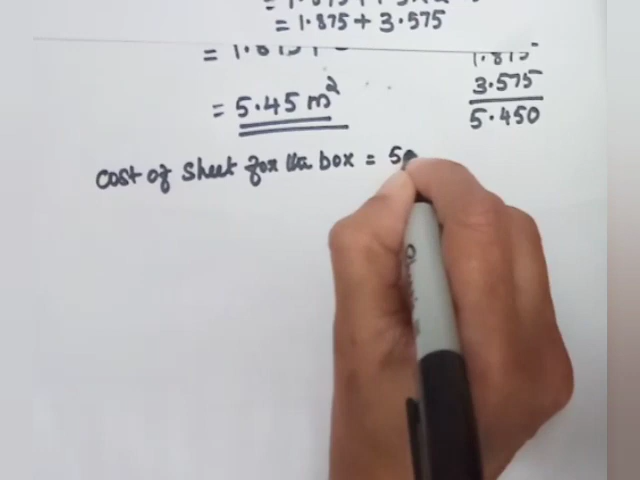 = 1.875 + 3.575
= 5.45 m²
1.875
3.575
5.450
Cost of sheet for the box = 5